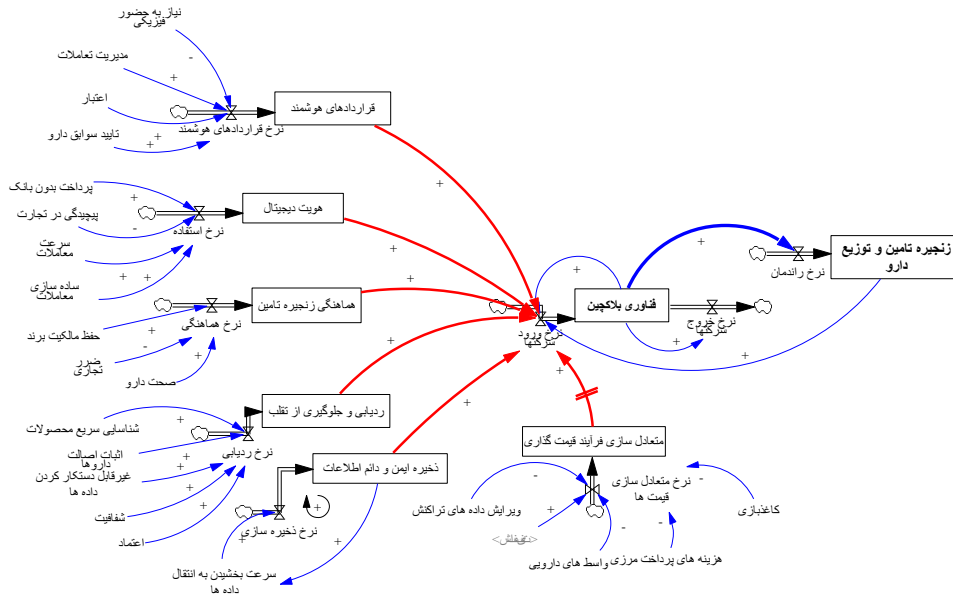 نیاز به حضور
فیزیکی
مدیریت تعاملات
-
+
اعتبار
قراردادهای هوشمند
نرخ قراردادهای هوشمند
تایید سوابق دارو
+
+
+
پرداخت بدون بانک
+
هویت دیجیتال
پیچیدگی در تجارت
-
نرخ استفاده
سرعت
معاملات
+
+
ساده سازی
معاملات
+
+
زنجیره تامین و توزیع
دارو
نرخ راندمان
+
+
هماهنگی زنجیره تامین
نرخ هماهنگی
فناوری بلاکچین
نرخ خروج
شرکتها
نرخ ورود
شرکتها
حفظ مالکیت برند
+
ضرر
تجاری
-
صحت دارو
+
+
+
+
+
ردیابی و جلوگیری از تقلب
شناسایی سریع محصولات
+
نرخ ردیابی
اثبات اصالت
داروها
+
غیرقابل دستکار کردن
داده ها
+
شفافیت
+
اعتماد
+
+
متعادل سازی فرآیند قیمت گذاری
ذخیره ایمن و دائم اطلاعات
نرخ ذخیره سازی
+
سرعت بخشیدن به انتقال
داده ها
+
+
نرخ متعادل سازی
قیمت ها
-
کاغذبازی
-
ویرایش داده های تراکنش
+
-
واسط های دارویی
-
هزینه های پرداخت مرزی